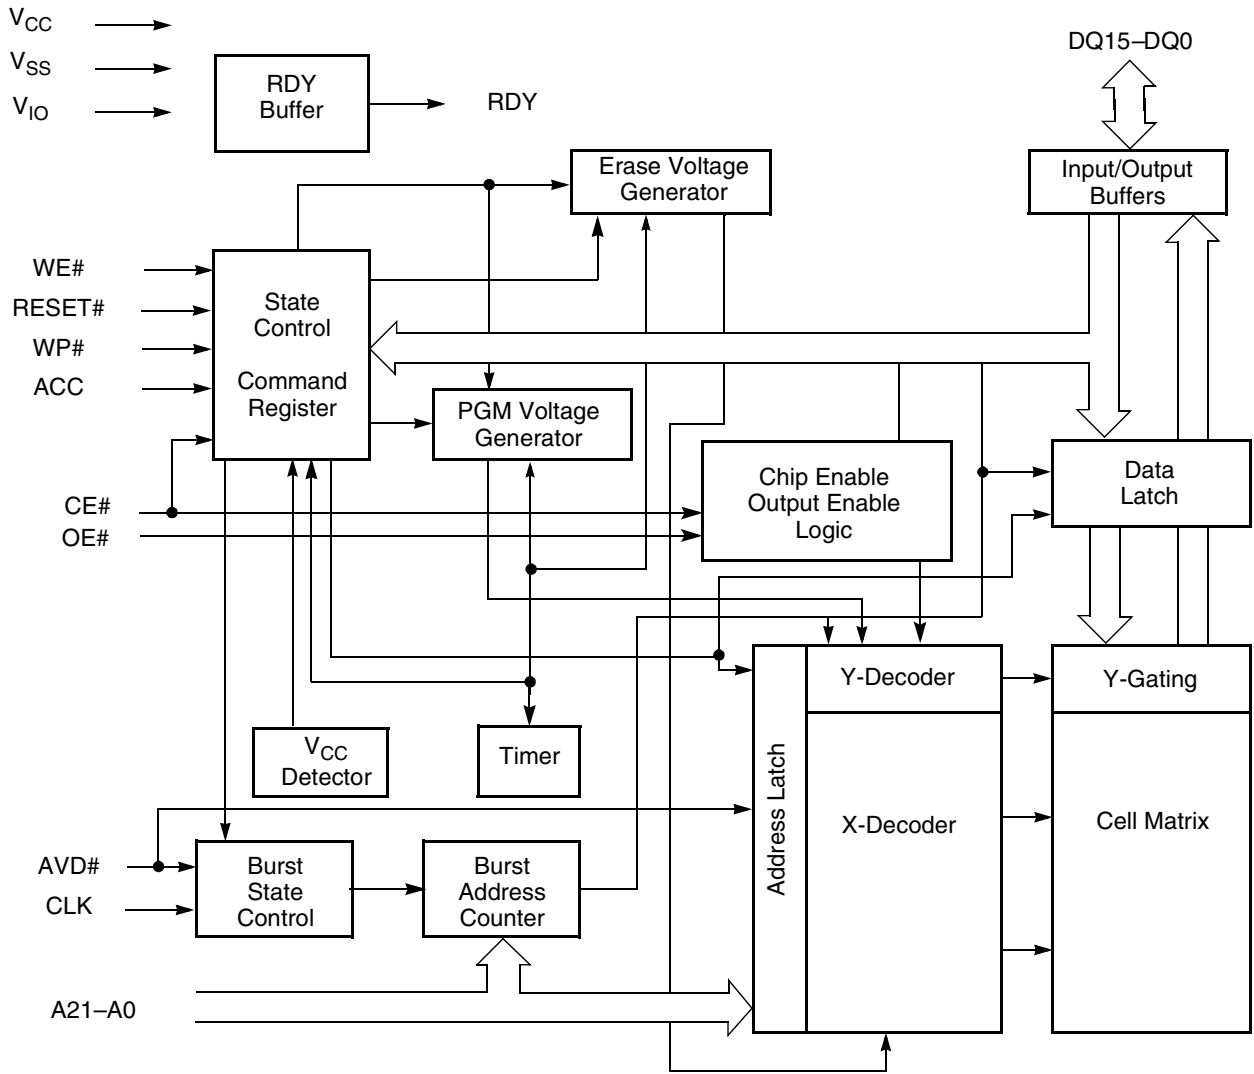 VCC
VSS
VIO
RDY
Buffer
RDY
DQ15–DQ0
Erase Voltage
Generator
Input/Output
Buffers
WE#
RESET#
WP#
ACC
State
Control
Command
Register
PGM Voltage
Generator
CE#
OE#
Chip Enable
Output Enable
Logic
Data
Latch
Y-Decoder
Y-Gating
VCC
Detector
Timer
Address Latch
X-Decoder
Cell Matrix
AVD#
CLK
Burst
State
Control
Burst
Address
Counter
A21–A0